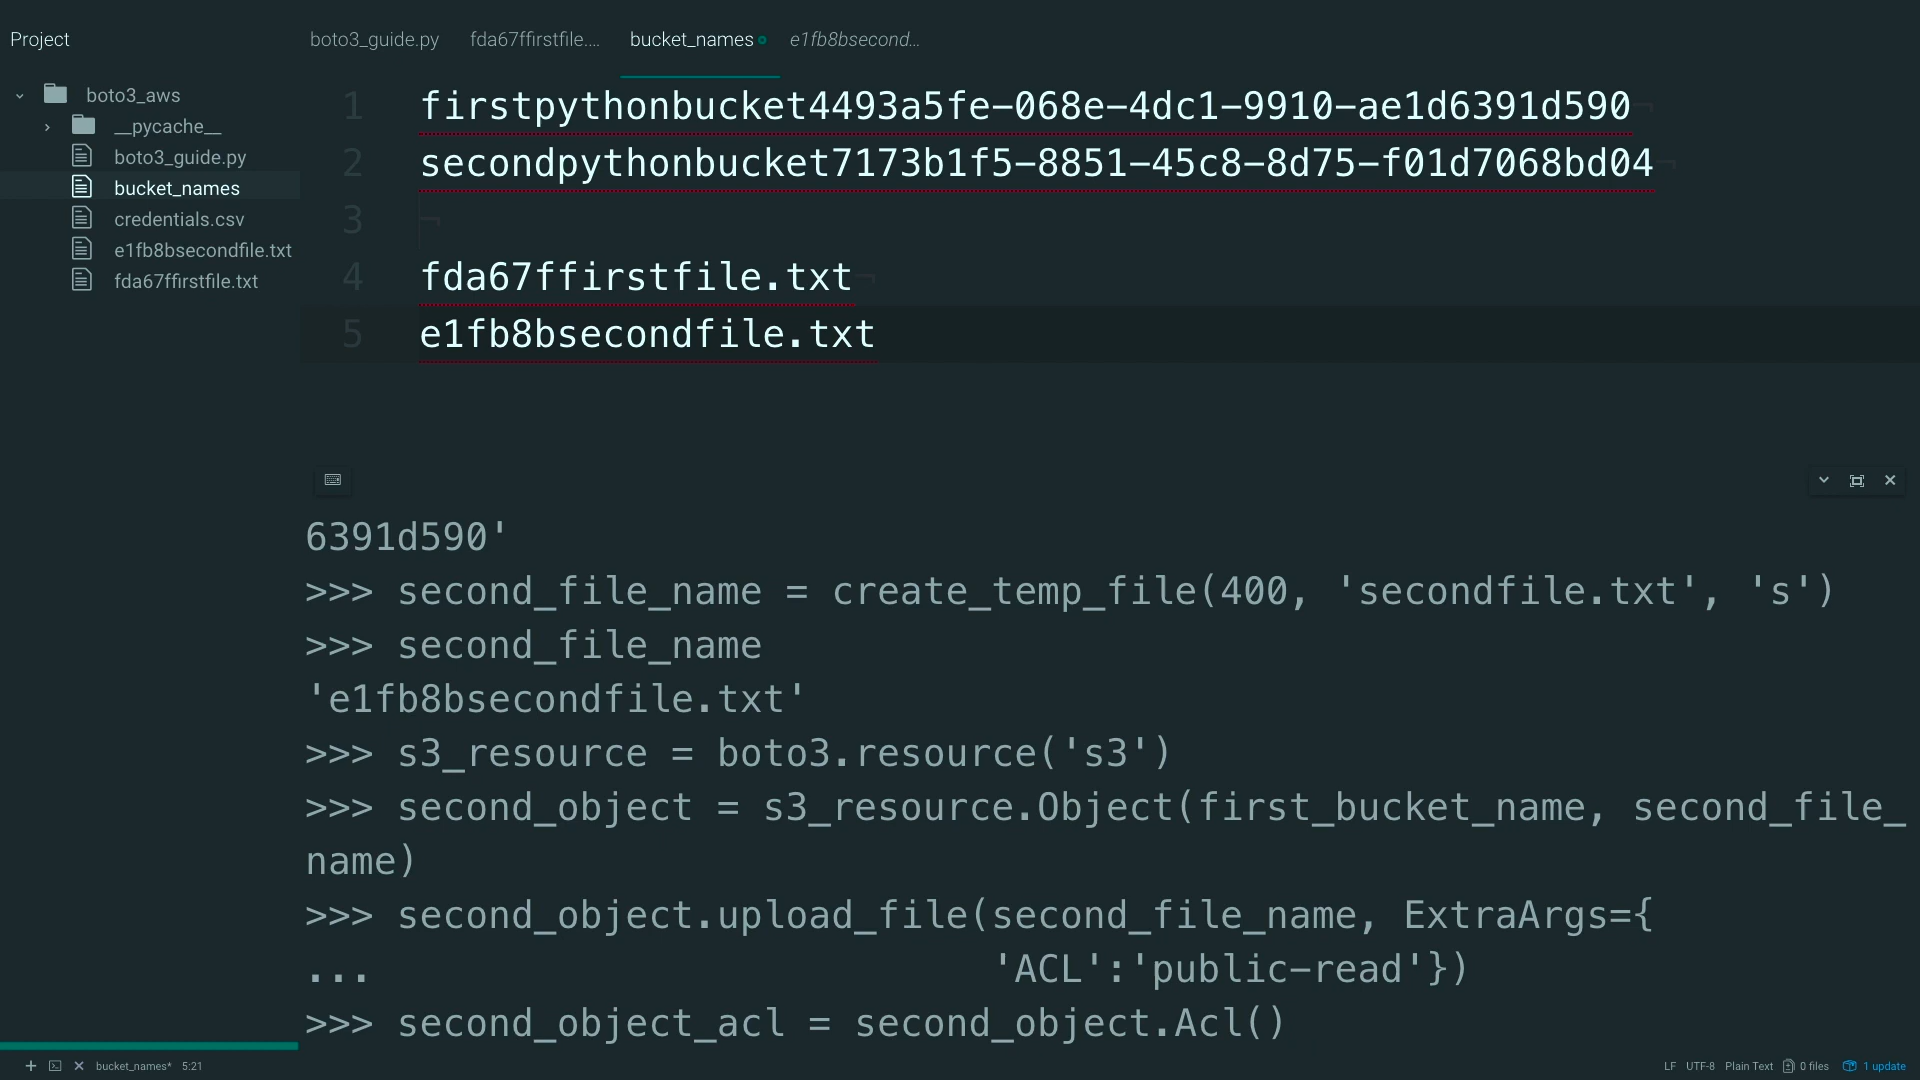 Project
boto3_guide.py fda67ffirstfile.... bucket_names e1fb8bsecond...
boto3_aws
__pycache__
boto3_guide.py
bucket_names
credentials.csv
e1fb8bsecondfile.txt
fda67ffirstfile.txt
1 firstpythonbucket4493a5fe-068e-4dc1-9910-ae1d6391d590¬
2 secondpythonbucket7173b1f5-8851-45c8-8d75-f01d7068bd04¬
3 ¬
4 fda67ffirstfile.txt¬
5 e1fb8bsecondfile.txt
6391d590'
>>> second_file_name = create_temp_file(400, 'secondfile.txt', 's')
>>> second_file_name
'e1fb8bsecondfile.txt'
>>> s3_resource = boto3.resource('s3')
>>> second_object = s3_resource.Object(first_bucket_name, second_file_
name)
>>> second_object.upload_file(second_file_name, ExtraArgs={
... 'ACL':'public-read'})
>>> second_object_acl = second_object.Acl()
bucket_names* 5:21 LF UTF-8 Plain Text 0 files 1 update